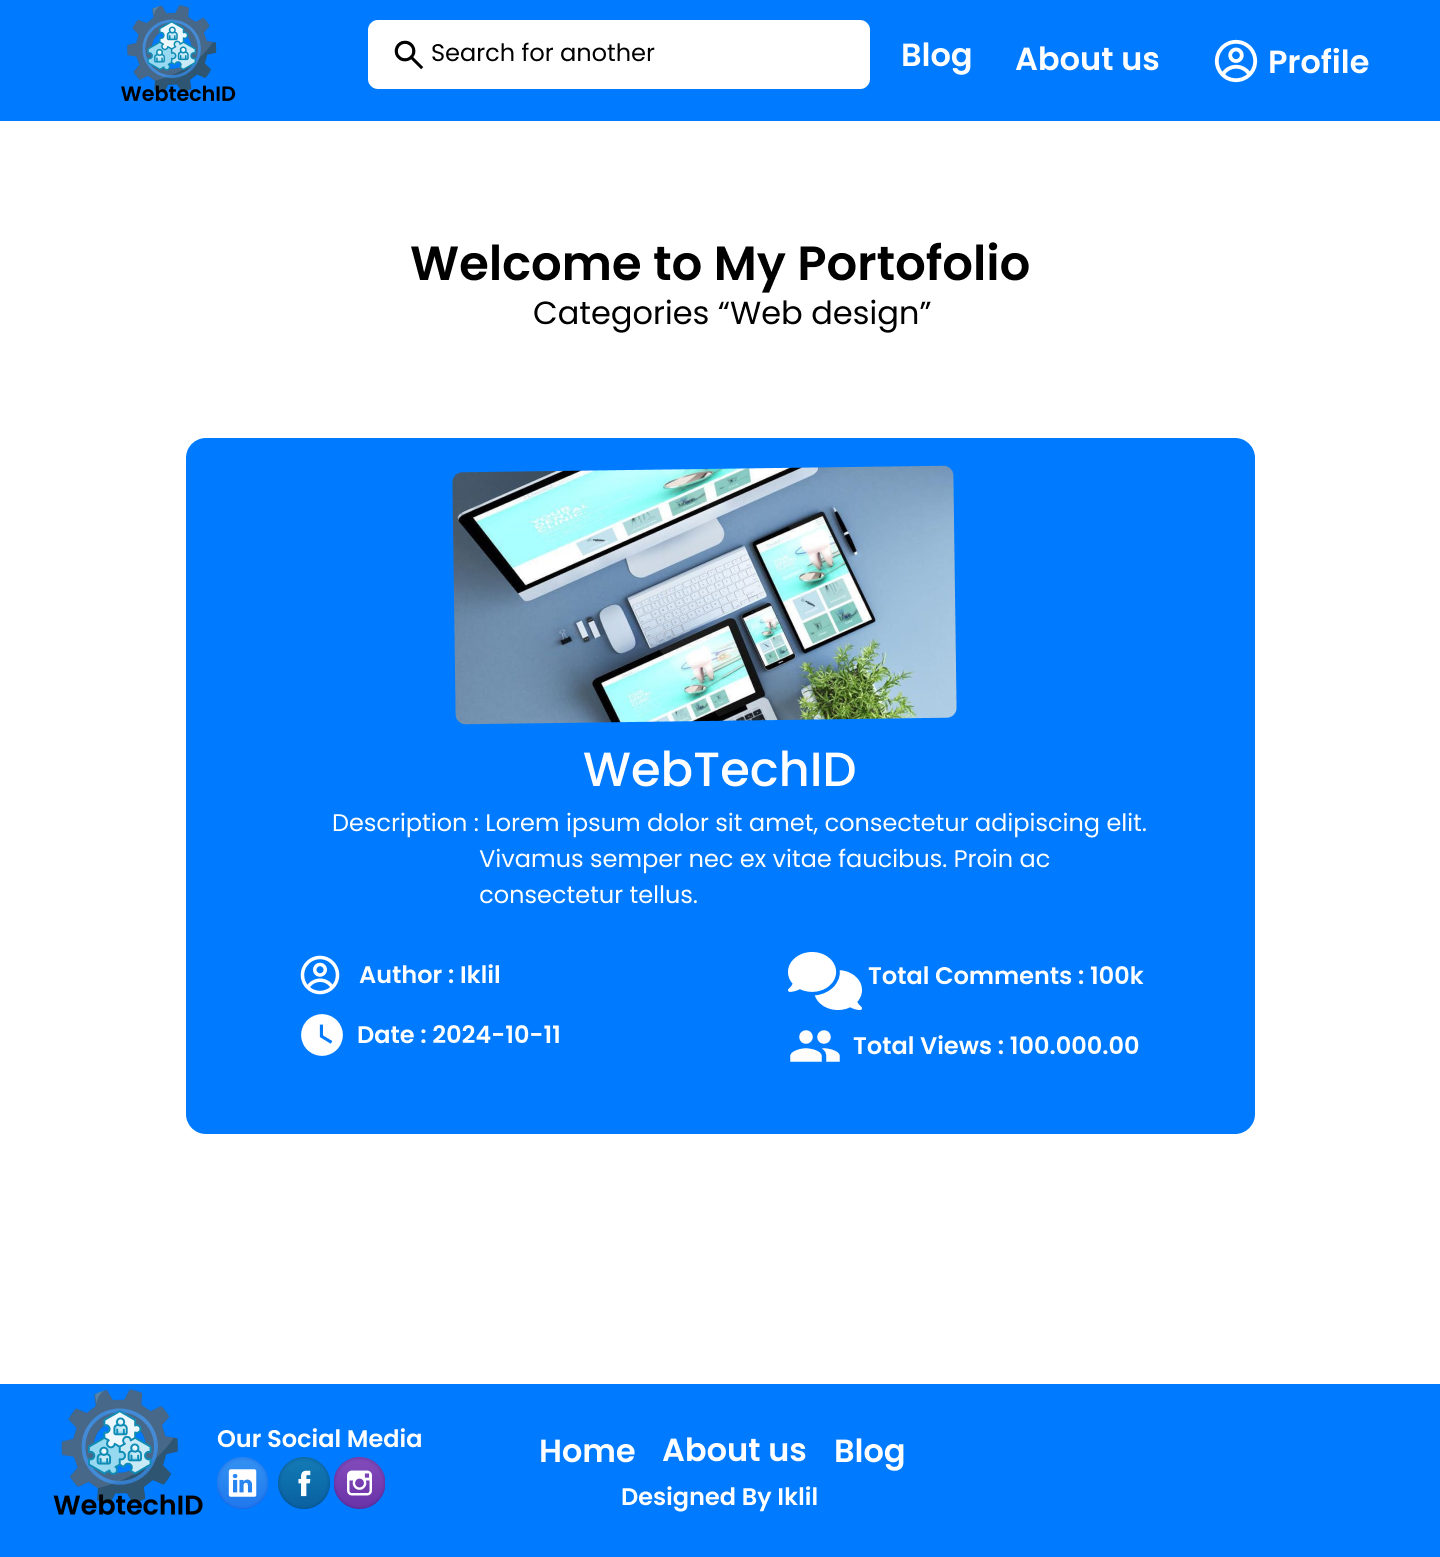 WebtechID
Search for another
Blog
About us
Profile
Welcome to My Portofolio
Categories “Web design”
WebTechID
Description : Lorem ipsum dolor sit amet, consectetur adipiscing elit.
Vivamus semper nec ex vitae faucibus. Proin ac
consectetur tellus.
Author : Iklil
Total Comments : 100k
Date : 2024-10-11
Total Views : 100.000.00
WebtechID
Our Social Media
Home
About us
Blog
Designed By Iklil